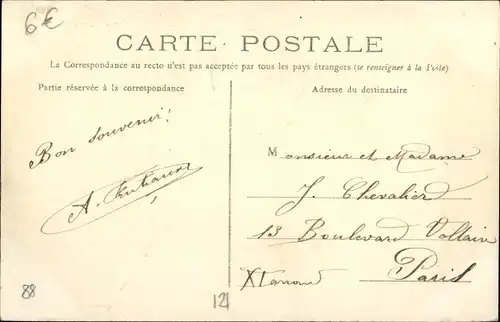 6€
CARTE POSTALE
La Correspondance au recto n'est pas acceptée par tous les pays étrangers (se renseigner à la Poste)
Partie réservée à la correspondance
Adresse du destinataire
Bon souvenir!
A.
Monsieur et Madame
J. Chevalier
13 Boulevard Voltaire
Paris
88
12